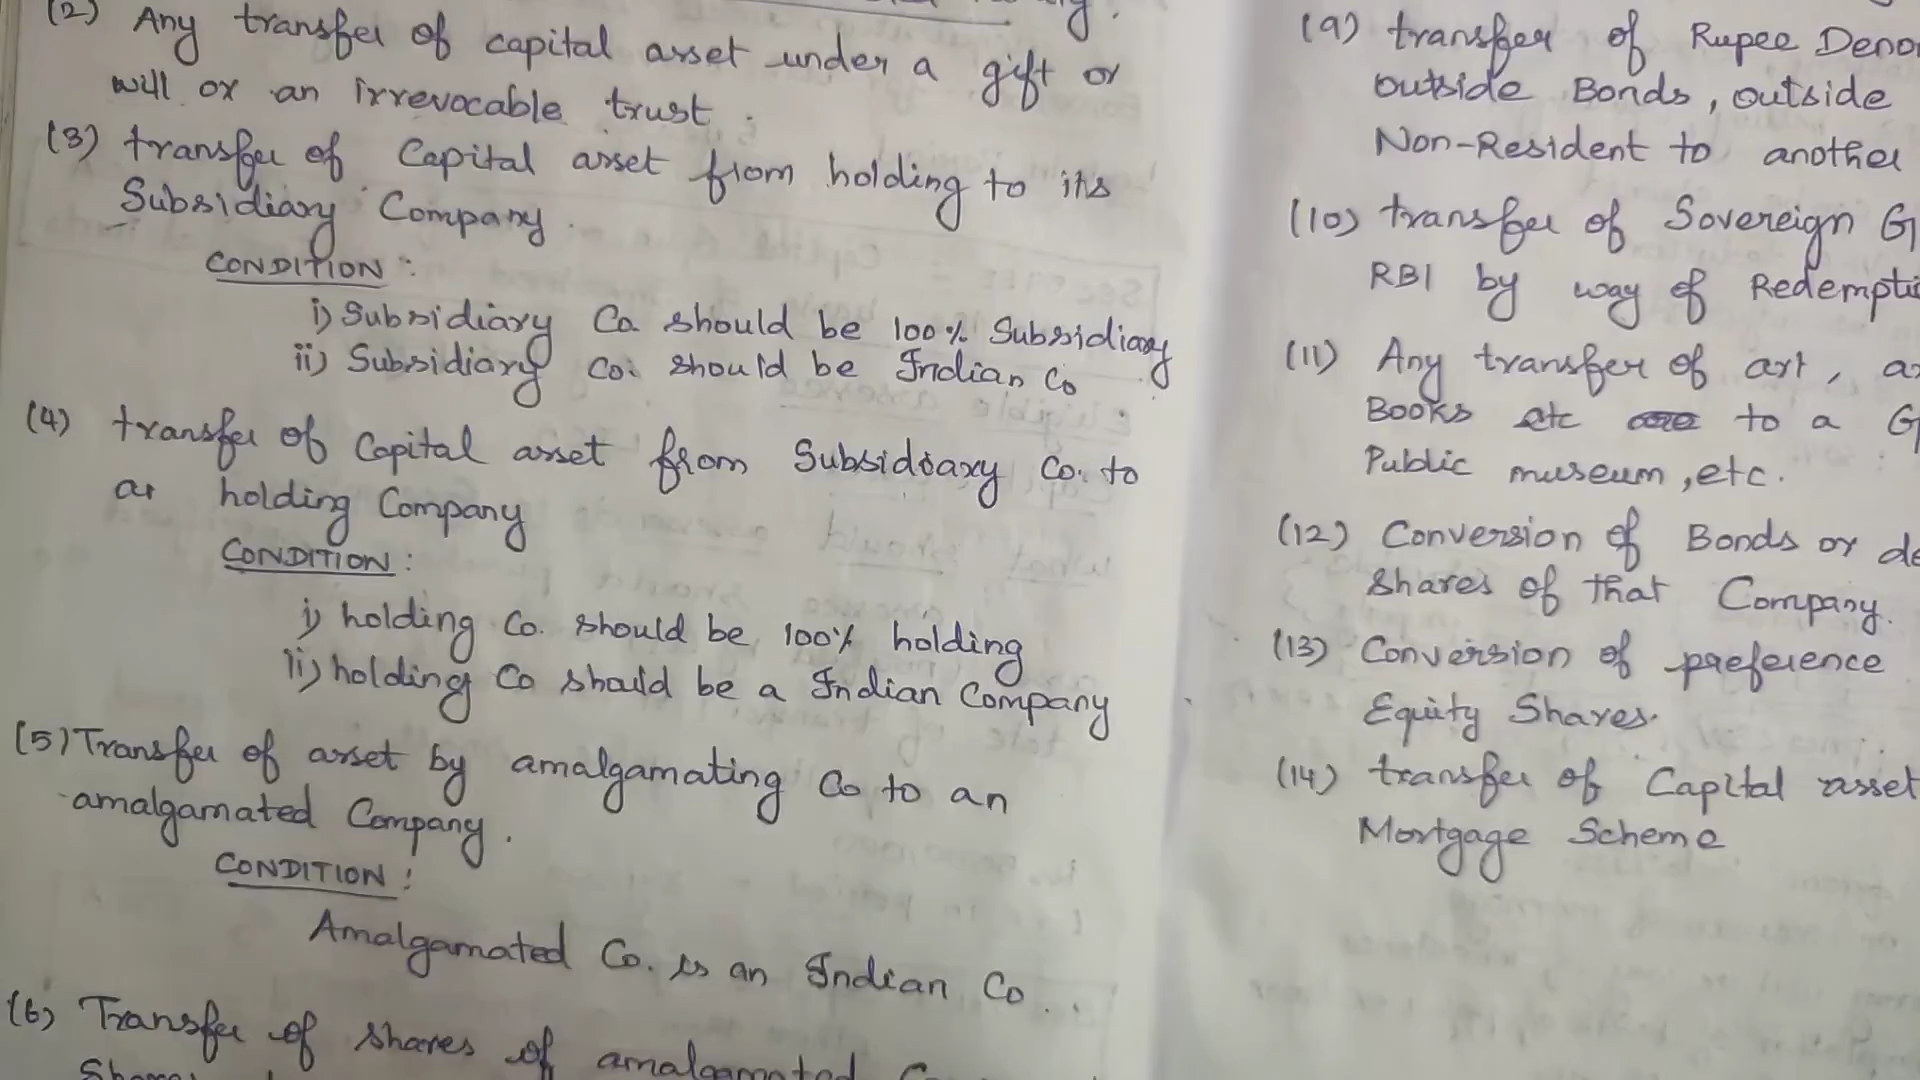 (2) Any transfer of capital asset under a gift or
will or an irrevocable trust.
(3) transfer of Capital asset from holding to its
Subsidiary Company.
CONDITION:
i) Subsidiary Co. should be 100% Subsidiary
ii) Subsidiary Co. should be Indian Co
(4) transfer of Capital asset from Subsidiary Co. to
holding Company
CONDITION:
i) holding Co. should be 100% holding
ii) holding Co should be a Indian Company
(5) Transfer of asset by amalgamating Co to an
amalgamated Company.
CONDITION:
Amalgamated Co. is an Indian Co.
(6) Transfer of shares of amalgamated
(9) transfer of Rupee
outside Bonds, outside
Non-Resident to another
(10) transfer of Sovereign G
RBI by way of
(11) Any transfer of art,
Books etc to a
Public museum, etc.
(12) Conversion of Bonds or
Shares of that Company.
(13) Conversion of preference
Equity Shares.
(14) transfer of Capital asset
Mortgage Scheme